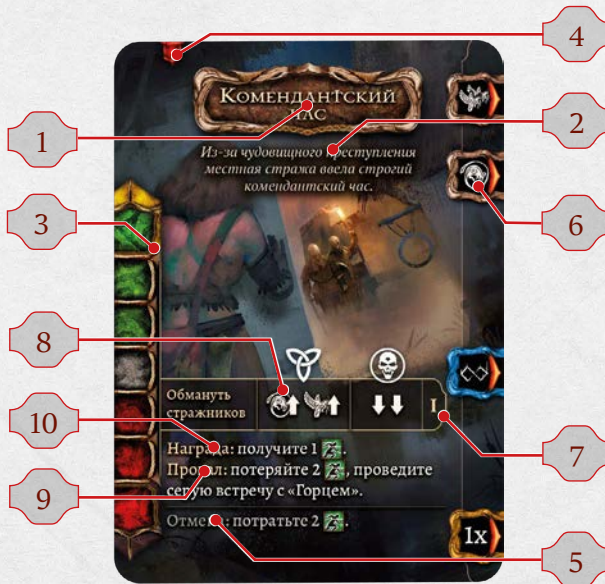 4
КОМЕНДАНТСКИЙ
ЧАС
1
2
Из-за чудовищного преступления
местная стража ввела строгий
комендантский час.
6
3
8
Обмануть
стражников
I
7
10
Награда: получите 1
Провал: потеряйте 2 , проведите
серую встречу с «Горцем».
9
Отмена: потратьте 2 .
1x
5